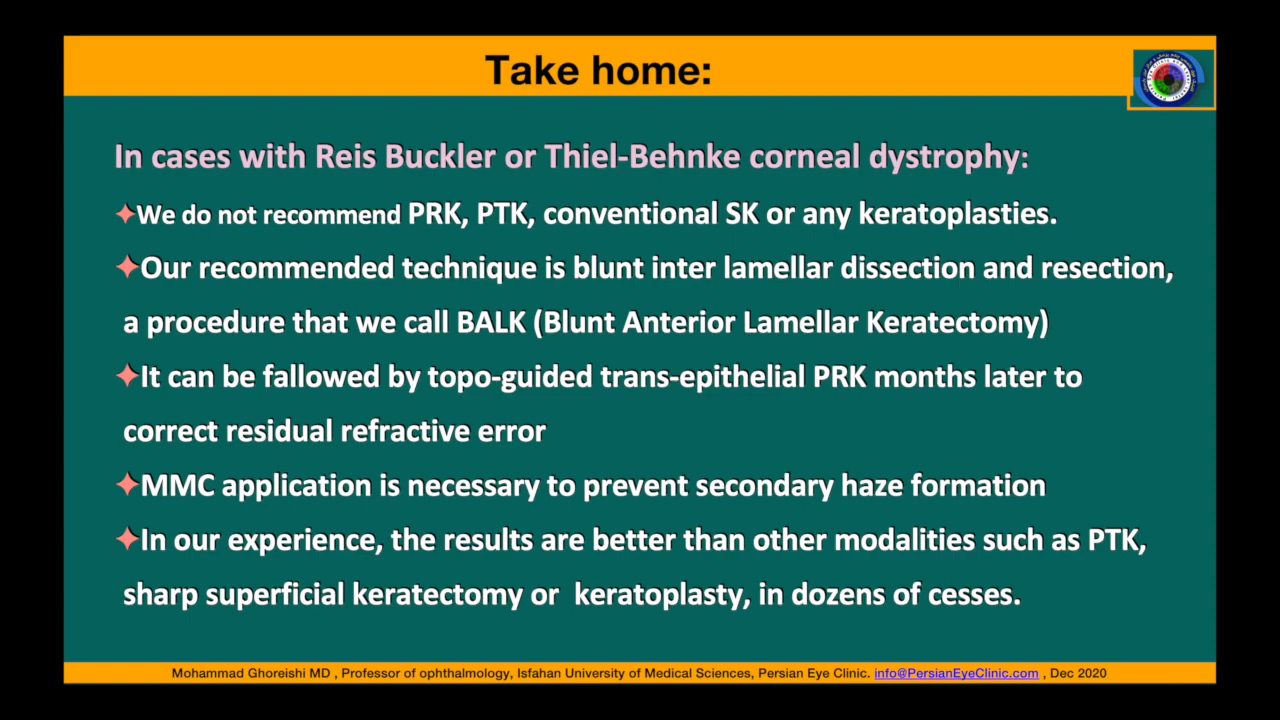 Take home:
In cases with Reis Buckler or Thiel-Behnke corneal dystrophy:
✦We do not recommend PRK, PTK, conventional SK or any keratoplasties.
✦Our recommended technique is blunt inter lamellar dissection and resection,
a procedure that we call BALK (Blunt Anterior Lamellar Keratectomy)
✦It can be fallowed by topo-guided trans-epithelial PRK months later to
correct residual refractive error
✦MMC application is necessary to prevent secondary haze formation
✦In our experience, the results are better than other modalities such as PTK,
sharp superficial keratectomy or keratoplasty, in dozens of cesses.
Mohammad Ghoreishi MD , Professor of ophthalmology, Isfahan University of Medical Sciences, Persian Eye Clinic. info@PersianEyeClinic.com , Dec 2020